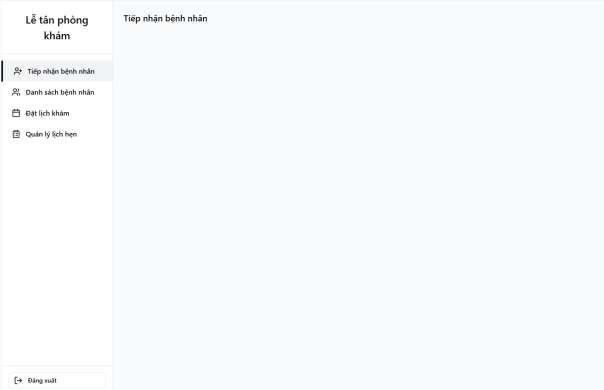 Lễ tân phòng
khám
Tiếp nhận bệnh nhân
Tiếp nhận bệnh nhân
Danh sách bệnh nhân
Đặt lịch khám
Quản lý lịch hẹn
Đăng xuất